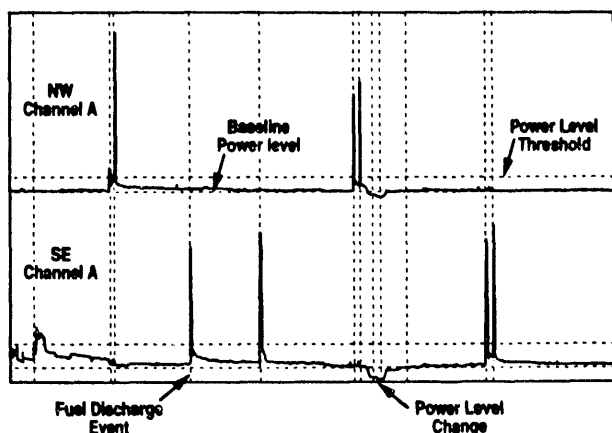 NW
Channel A
Baseline
Power level
Power Level
Threshold
SE
Channel A
Fuel Discharge
Event
Power Level
Change